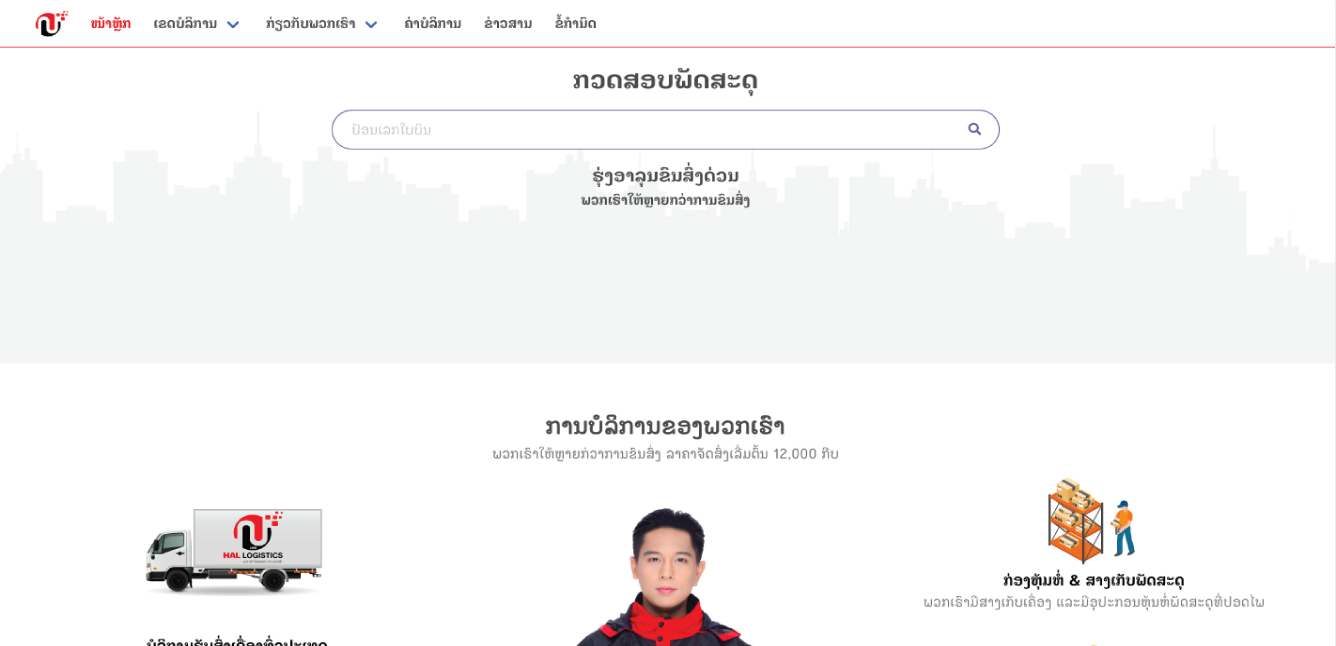 ໜ້າຫຼັກ
ເຂດບໍລິການ
ກ່ຽວກັບພວກເຮົາ
ຄ່າບໍລິການ
ຂ່າວສານ
ຂໍ້ກຳນົດ
ກວດສອບພັດສະດຸ
ປ້ອນເລກໃບບິນ
ຮຸ່ງອາລຸນຂົນສົ່ງດ່ວນ
ພວກເຮົາໃຫ້ຫຼາຍກວ່າການຂົນສົ່ງ
ການບໍລິການຂອງພວກເຮົາ
ພວກເຮົາໃຫ້ຫຼາຍກ່ວາການຂົນສົ່ງ ລາຄາຈັດສົ່ງເລີ່ມຕົ້ນ 12,000 ກີບ
HAL LOGISTICS
ກ່ອງຫຸ້ມຫໍ່ & ສາງເກັບພັດສະດຸ
ພວກເຮົາມີສາງເກັບເຄື່ອງ ແລະມີອຸປະກອນຫຸ້ນຫໍ່ພັດສະດຸທີ່ປອດໄພ